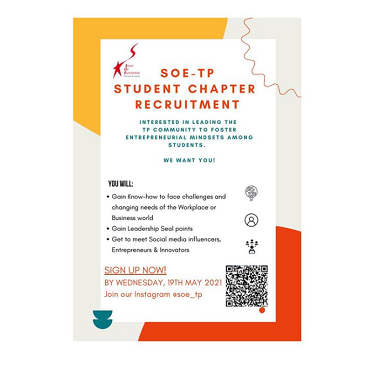 SOE-TP
STUDENT CHAPTER
RECRUITMENT
INTERESTED IN LEADING THE
TP COMMUNITY TO FOSTER
ENTREPRENEURIAL MINDSETS AMONG
STUDENTS.
WE WANT YOU!
YOU WILL:
• Gain Know-how to face challenges and
changing needs of the Workplace or
Business world
• Gain Leadership Seal points
• Get to meet Social media influencers,
Entrepreneurs & Innovators
SIGN UP NOW!
BY WEDNESDAY, 19TH MAY 2021
Join our Instagram @soe_tp